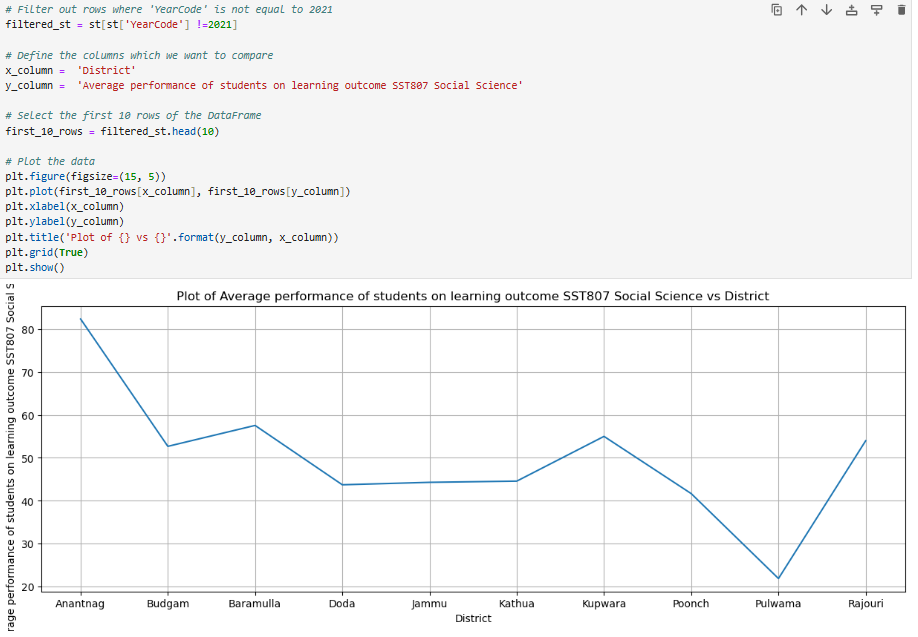 # Filter out rows where 'YearCode' is not equal to 2021
filtered_st = st[st['YearCode'] !=2021]
# Define the columns which we want to compare
x_column =  'District'
y_column =  'Average performance of students on learning outcome SST807 Social Science'
# Select the first 10 rows of the DataFrame
first_10_rows = filtered_st.head(10)
# Plot the data
plt.figure(figsize=(15, 5))
plt.plot(first_10_rows[x_column], first_10_rows[y_column])
plt.xlabel(x_column)
plt.ylabel(y_column)
plt.title('Plot of {} vs {}'.format(y_column, x_column))
plt.grid(True)
plt.show()
Plot of Average performance of students on learning outcome SST807 Social Science vs District
rage performance of students on learning outcome SST807 Social S
80
70
60
50
40
30
20
Anantnag Budgam Baramulla Doda Jammu Kathua Kupwara Poonch Pulwama Rajouri
District